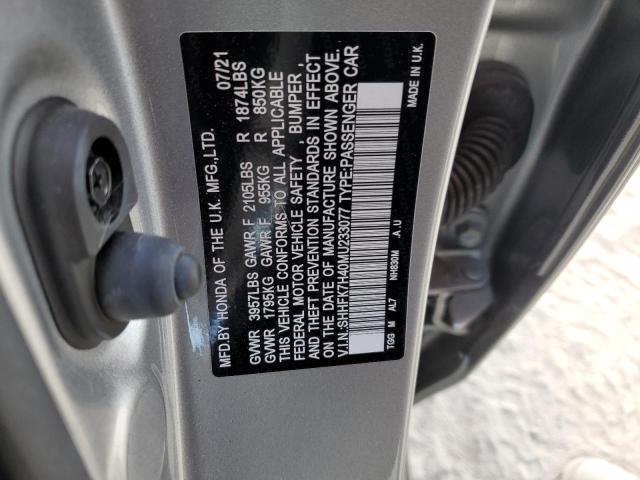 MFD.BY HONDA OF THE U.K. MFG.,LTD. 07/21
GVWR 3957LBS GAWR F 2105LBS R 1874LBS
GVWR 1795KG GAWR F 955KG R 850KG
THIS VEHICLE CONFORMS TO ALL APPLICABLE
FEDERAL MOTOR VEHICLE SAFETY , BUMPER ,
AND THEFT PREVENTION STANDARDS IN EFFECT
ON THE DATE OF MANUFACTURE SHOWN ABOVE.
V.I.N.:SHHFK7H40MU233077 TYPE:PASSENGER CAR
TGG M AL7 NH830M A.U MADE IN U.K.